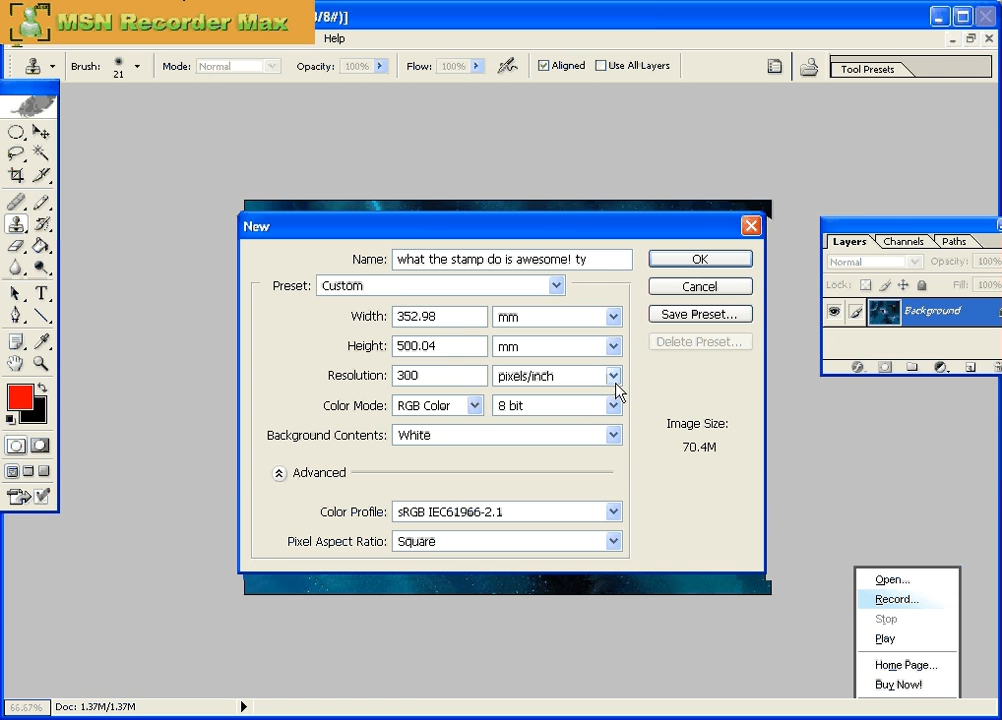 MSN Recorder Max
3/8#)]
Help
Brush: 21 Mode: Normal Opacity: 100% Flow: 100% Aligned Use All Layers Tool Presets
New
Name: what the stamp do is awesome! ty OK
Preset: Custom Cancel
Width: 352.98 mm Save Preset...
Height: 500.04 mm Delete Preset...
Resolution: 300 pixels/inch
Color Mode: RGB Color 8 bit
Image Size:
Background Contents: White
70.4M
Advanced
Color Profile: sRGB IEC61966-2.1
Pixel Aspect Ratio: Square
Layers Channels Paths
Normal Opacity: 100%
Lock: Fill: 100%
Background
T
Open...
Record...
Stop
Play
Home Page...
Buy Now!
66.67% Doc: 1.37M/1.37M